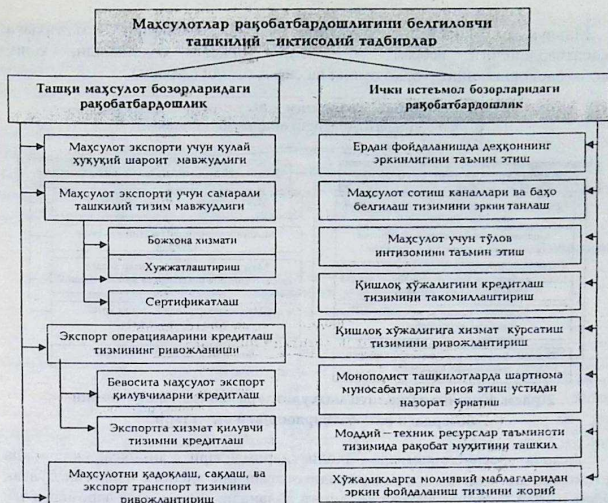 Маҳсулотлар рақобатбардошлигини белгиловчи
ташкилий –иқтисодий тадбирлар
Ташқи маҳсулот бозорларидаги
рақобатбардошлик
Маҳсулот экспорти учун қулай
ҳуқуқий шароит мавжудлиги
Маҳсулот экспорти учун самарали
ташкилий тизим мавжудлиги
Божхона хизмати
Хужжатлаштириш
Сертификатлаш
Экспорт операцияларини кредитлаш
тизмининг ривожланиши
Бевосита маҳсулот экспорт
қилувчиларни кредитлаш
Экспортга хизмат қилувчи
тизимни кредитлаш
Маҳсулотни қадоқлаш, сақлаш, ва
экспорт транспорт тизимини
ривожлантириш
Ички истеъмол бозорларидаги
рақобатбардошлик
Ердан фойдаланишда деҳқоннинг
эркинлигини таъмин этиш
Маҳсулот сотиш каналлари ва баҳо
белгилаш тизимини эркин танлаш
Маҳсулот учун тўлов
интизомини таъмин этиш
Қишлоқ хўжалигини кредитлаш
тизимини такомиллаштириш
Қишлоқ хўжалигига хизмат кўрсатиш
тизимини ривожлантириш
Монополист ташкилотларда шартнома
муносабатларига риоя этиш устидан
назорат ўрнатиш
Моддий –техник ресурслар таъминоти
тизимида рақобат муҳитини ташкил
Хўжаликларга молиявий маблағларидан
эркин фойдаланиш тизимни жорий